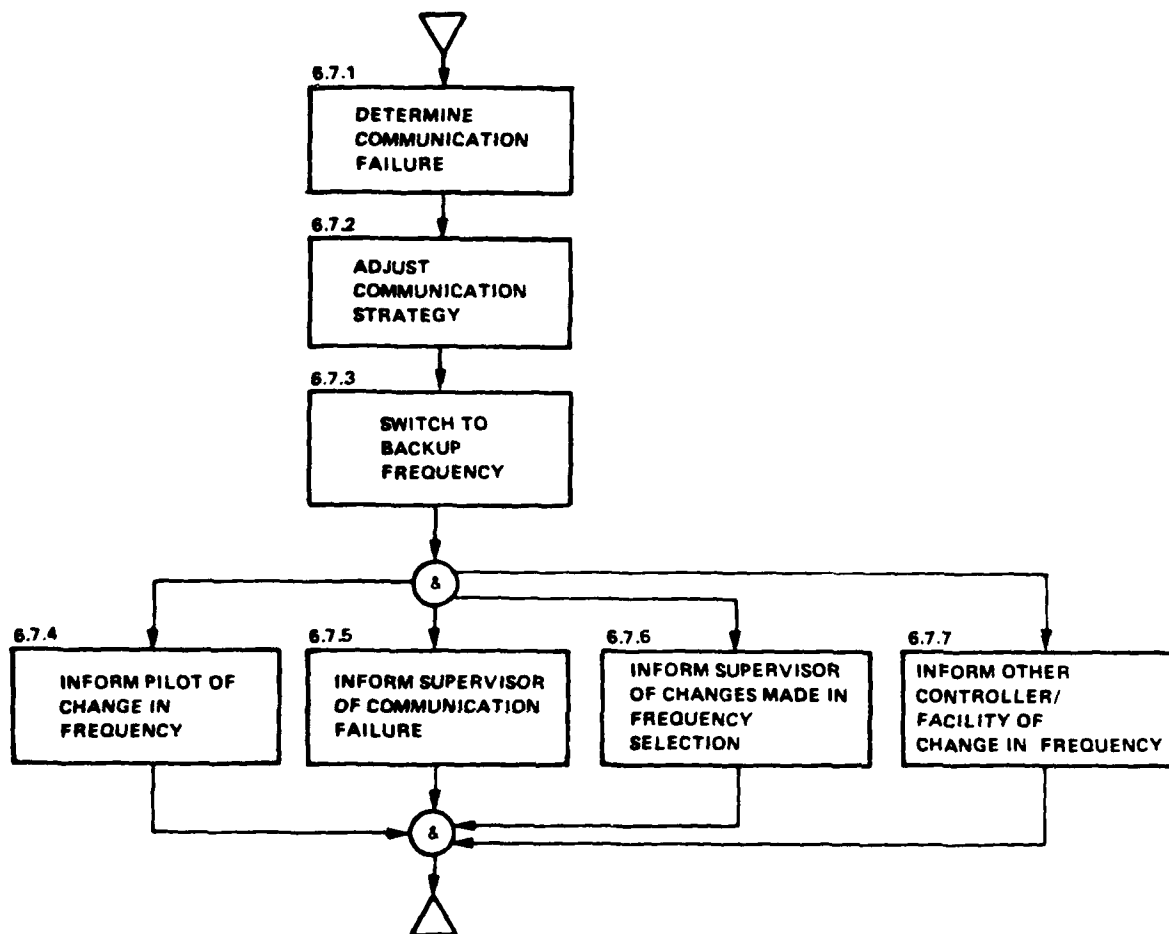 6.7.1
DETERMINE
COMMUNICATION
FAILURE
6.7.2
ADJUST
COMMUNICATION
STRATEGY
6.7.3
SWITCH TO
BACKUP
FREQUENCY
&
6.7.4
INFORM PILOT OF
CHANGE IN
FREQUENCY
6.7.5
INFORM SUPERVISOR
OF COMMUNICATION
FAILURE
6.7.6
INFORM SUPERVISOR
OF CHANGES MADE IN
FREQUENCY
SELECTION
6.7.7
INFORM OTHER
CONTROLLER/
FACILITY OF
CHANGE IN FREQUENCY
&